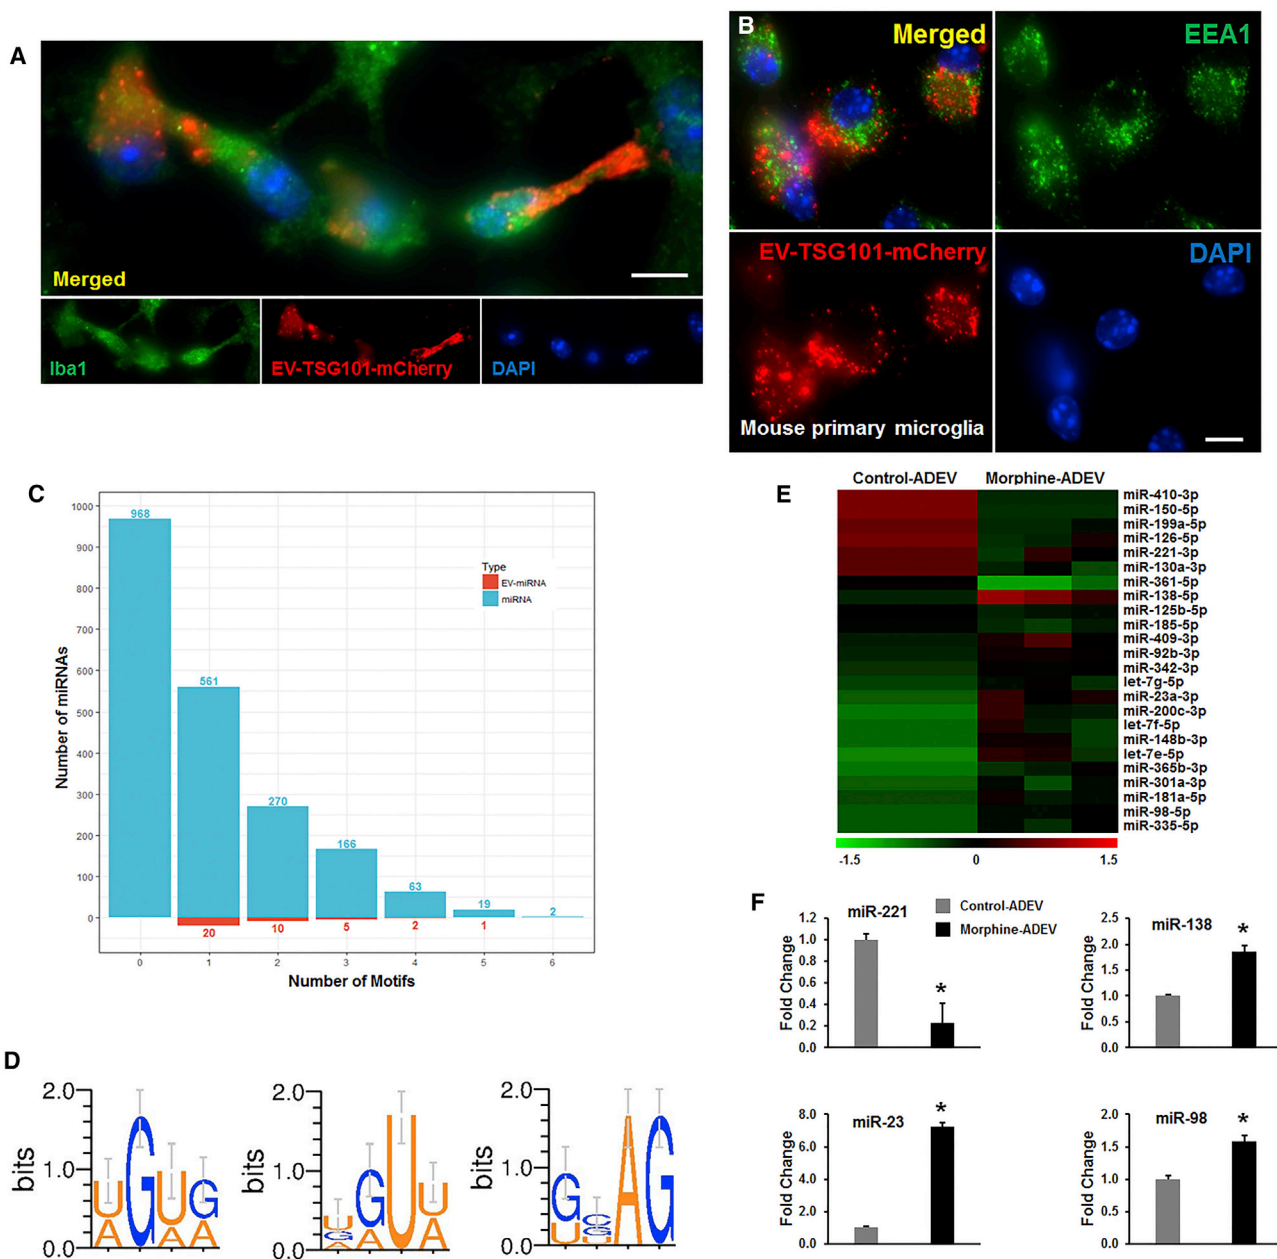 A
Merged
Iba1
EV-TSG101-mCherry
DAPI
B
Merged
EEA1
EV-TSG101-mCherry
DAPI
Mouse primary microglia
C
Number of miRNAs
1000
900
800
700
600
500
400
300
200
100
0
968
561
270
166
63
19
2
20
10
5
2
1
Type
EV-miRNA
miRNA
0 1 2 3 4 5 6
Number of Motifs
D
bits
2.0
1.0
0.0
U G U G
A A A
bits
2.0
1.0
0.0
U G U U
G A A
A
bits
2.0
1.0
0.0
G C A G
U G
E
Control-ADEV Morphine-ADEV
miR-410-3p
miR-150-5p
miR-199a-5p
miR-126-5p
miR-221-3p
miR-130a-3p
miR-361-5p
miR-138-5p
miR-125b-5p
miR-185-5p
miR-409-3p
miR-92b-3p
miR-342-3p
let-7g-5p
miR-23a-3p
miR-200c-3p
let-7f-5p
miR-148b-3p
let-7e-5p
miR-365b-3p
miR-301a-3p
miR-181a-5p
miR-98-5p
miR-335-5p
-1.5 0 1.5
F
Control-ADEV
Morphine-ADEV
miR-221
Fold Change
1.2
1.0
0.8
0.6
0.4
0.2
0.0
*
miR-138
Fold Change
2.5
2.0
1.5
1.0
0.5
0.0
*
miR-23
Fold Change
8.0
6.0
4.0
2.0
0.0
*
miR-98
Fold Change
2.0
1.5
1.0
0.5
0.0
*